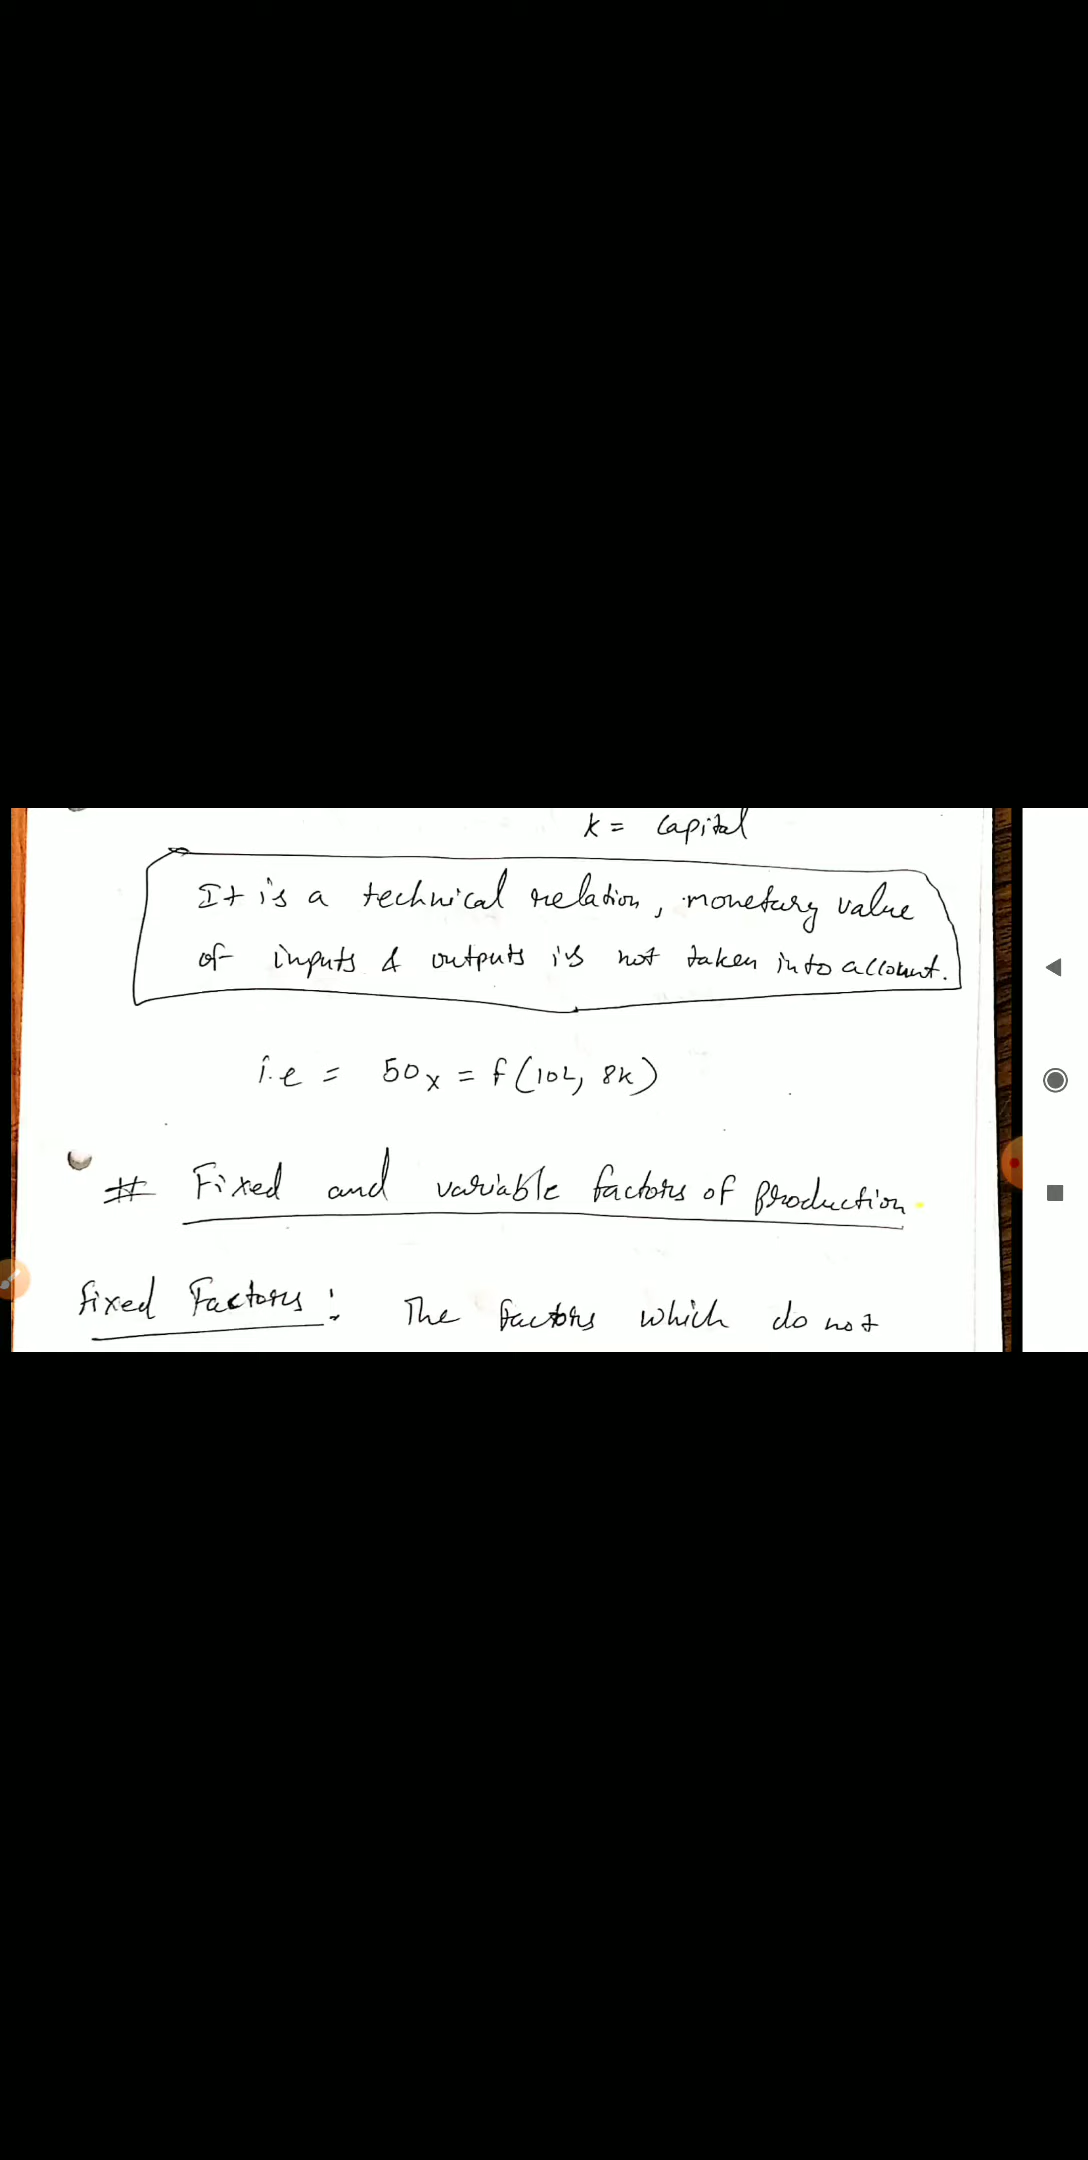 K = Capital
It is a technical relation, monetary value
of inputs & outputs is not taken into account.
i.e = 50x = f(10L, 8K)
# Fixed and variable factors of production.
fixed Factors : The factors which do not